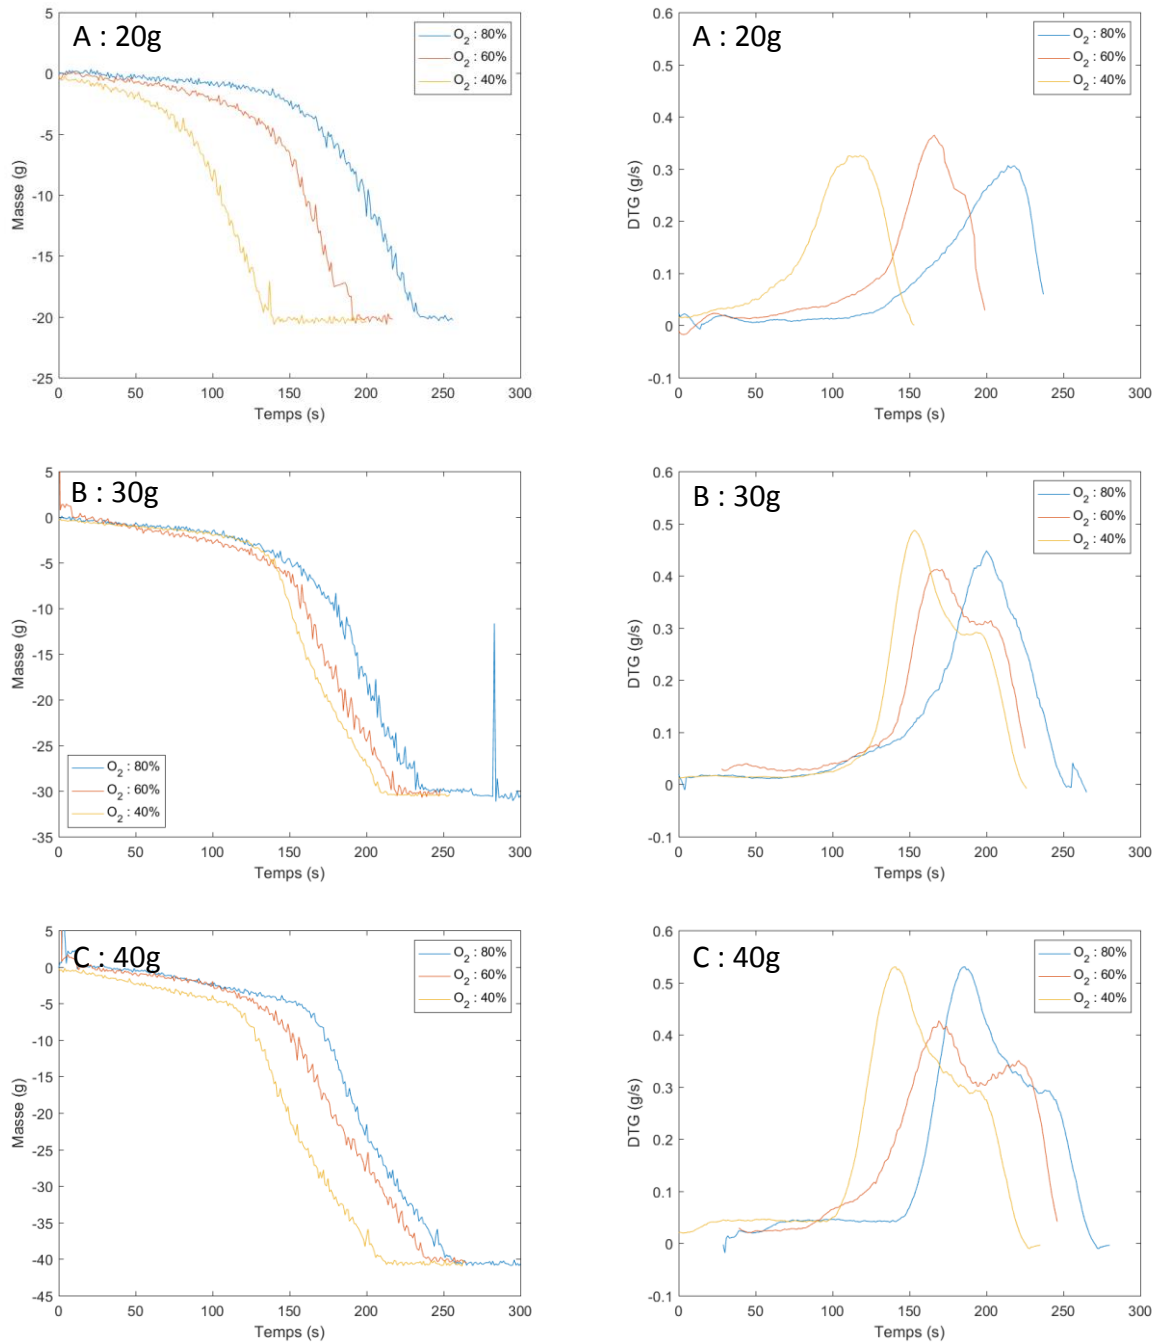 A : 20g
O2 : 80%
O2 : 60%
O2 : 40%
Masse (g)
5
0
-5
-10
-15
-20
-25
0
50
100
150
200
250
300
Temps (s)
A : 20g
O2 : 80%
O2 : 60%
O2 : 40%
DTG (g/s)
0.6
0.5
0.4
0.3
0.2
0.1
0
-0.1
0
50
100
150
200
250
300
Temps (s)
B : 30g
O2 : 80%
O2 : 60%
O2 : 40%
Masse (g)
5
0
-5
-10
-15
-20
-25
-30
-35
0
50
100
150
200
250
300
Temps (s)
B : 30g
O2 : 80%
O2 : 60%
O2 : 40%
DTG (g/s)
0.6
0.5
0.4
0.3
0.2
0.1
0
-0.1
0
50
100
150
200
250
300
Temps (s)
C : 40g
O2 : 80%
O2 : 60%
O2 : 40%
Masse (g)
5
0
-5
-10
-15
-20
-25
-30
-35
-40
-45
0
50
100
150
200
250
300
Temps (s)
C : 40g
O2 : 80%
O2 : 60%
O2 : 40%
DTG (g/s)
0.6
0.5
0.4
0.3
0.2
0.1
0
-0.1
0
50
100
150
200
250
300
Temps (s)